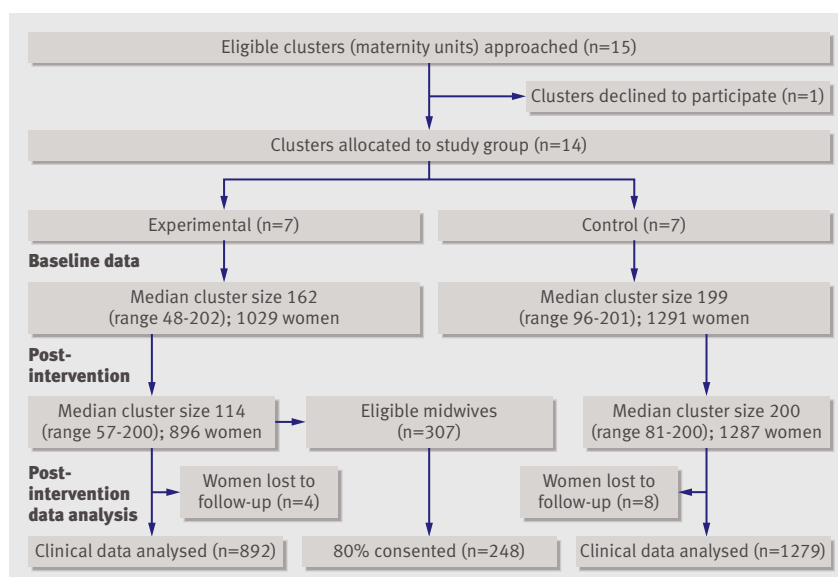 Eligible clusters (maternity units) approached (n=15)
Clusters declined to participate (n=1)
Clusters allocated to study group (n=14)
Experimental (n=7)
Control (n=7)
Baseline data
Median cluster size 162
(range 48-202); 1029 women
Median cluster size 199
(range 96-201); 1291 women
Post-
intervention
Median cluster size 114
(range 57-200); 896 women
Eligible midwives
(n=307)
Median cluster size 200
(range 81-200); 1287 women
Post-
intervention
data analysis
Women lost to
follow-up (n=4)
Women lost to
follow-up (n=8)
Clinical data analysed (n=892)
80% consented (n=248)
Clinical data analysed (n=1279)